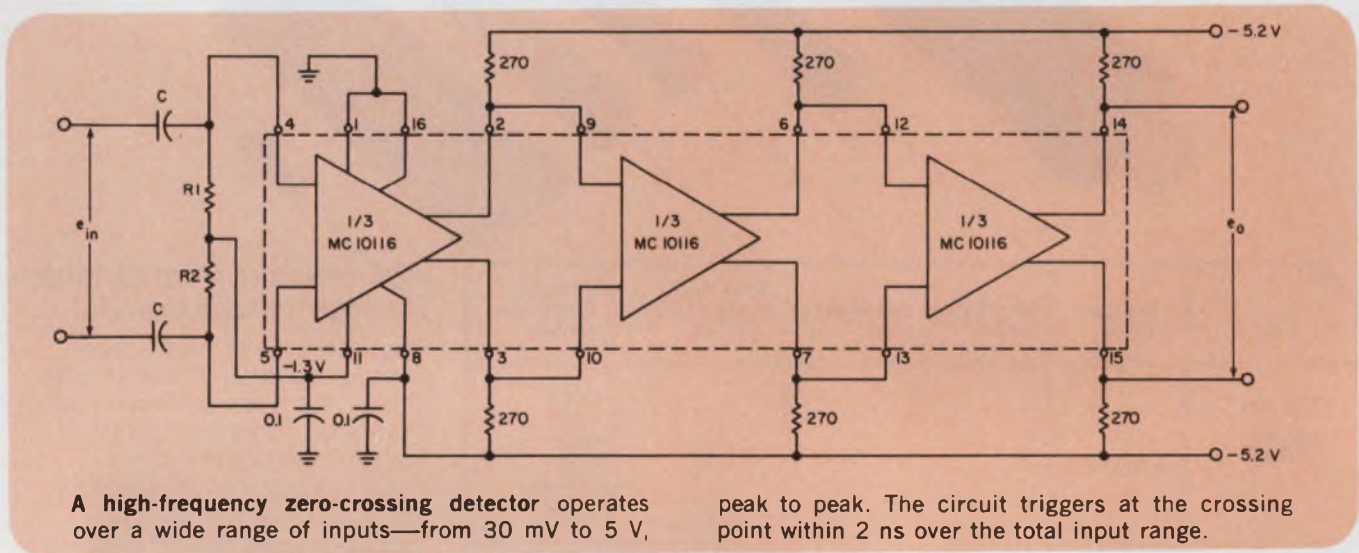 -5.2 V
270
270
270
C
4
1
16
2
9
6
12
14
R1
e in
R2
1/3
MC 10116
1/3
MC 10116
1/3
MC 10116
e o
C
5
-1.3 V
11
8
3
10
7
13
15
0.1
0.1
270
270
270
-5.2 V
A high-frequency zero-crossing detector operates
over a wide range of inputs—from 30 mV to 5 V,
peak to peak. The circuit triggers at the crossing
point within 2 ns over the total input range.